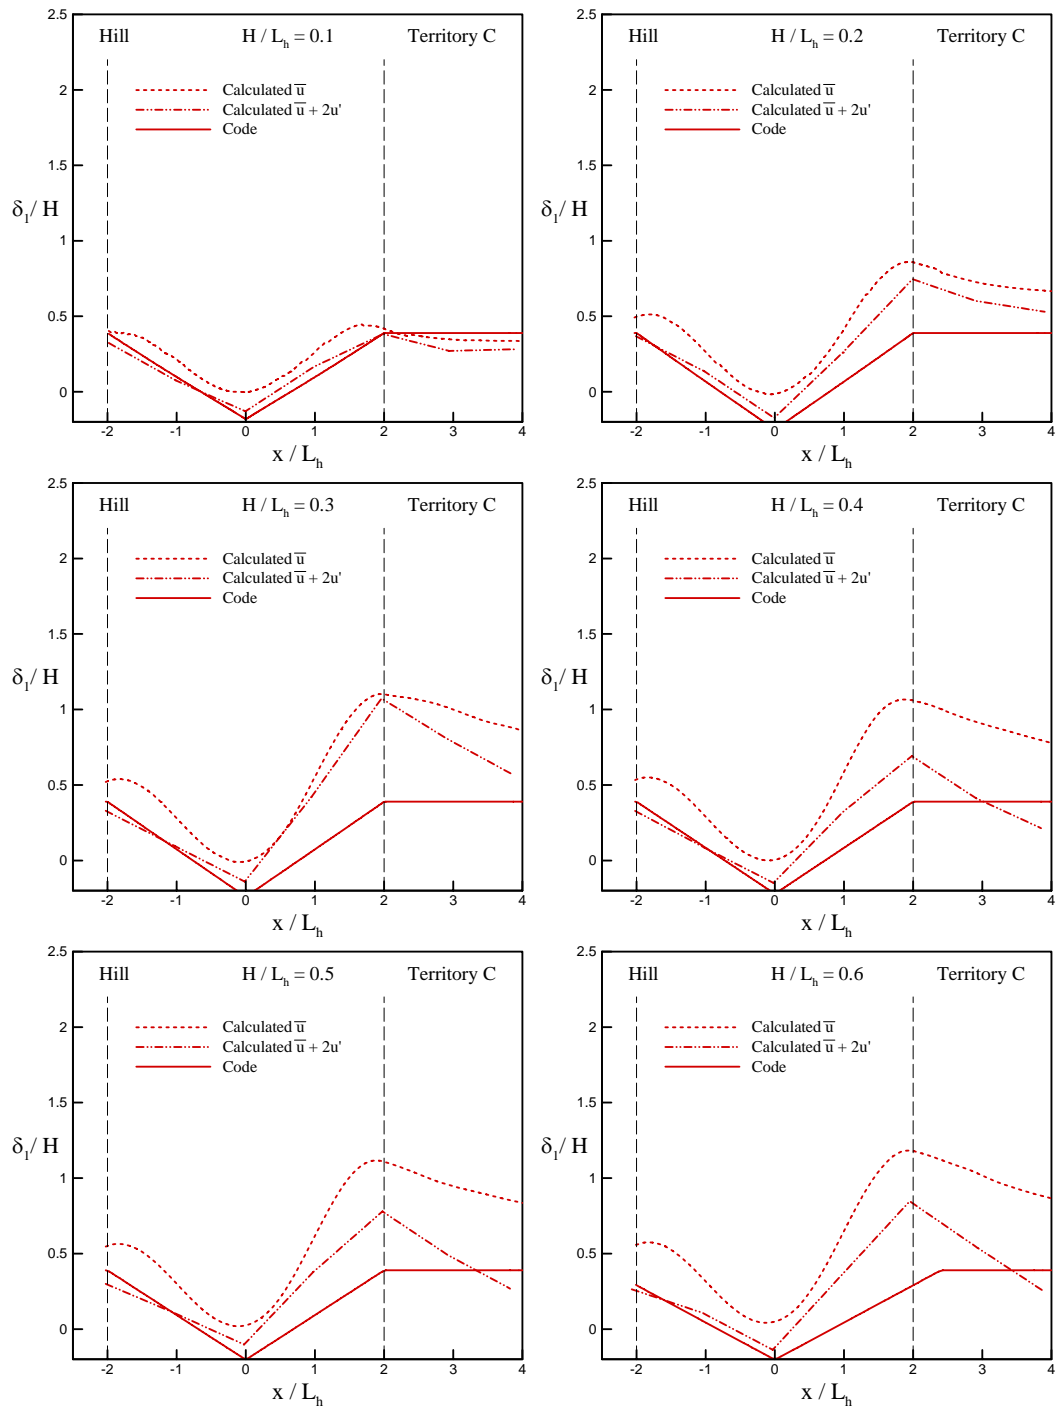 Hill H / Lh = 0.1 Territory C
Calculated u̅
Calculated u̅ + 2u'
Code
δ1/ H
2.5
2
1.5
1
0.5
0
-2 -1 0 1 2 3 4
x / Lh
Hill H / Lh = 0.2 Territory C
Calculated u̅
Calculated u̅ + 2u'
Code
δ1/ H
2.5
2
1.5
1
0.5
0
-2 -1 0 1 2 3 4
x / Lh
Hill H / Lh = 0.3 Territory C
Calculated u̅
Calculated u̅ + 2u'
Code
δ1/ H
2.5
2
1.5
1
0.5
0
-2 -1 0 1 2 3 4
x / Lh
Hill H / Lh = 0.4 Territory C
Calculated u̅
Calculated u̅ + 2u'
Code
δ1/ H
2.5
2
1.5
1
0.5
0
-2 -1 0 1 2 3 4
x / Lh
Hill H / Lh = 0.5 Territory C
Calculated u̅
Calculated u̅ + 2u'
Code
δ1/ H
2.5
2
1.5
1
0.5
0
-2 -1 0 1 2 3 4
x / Lh
Hill H / Lh = 0.6 Territory C
Calculated u̅
Calculated u̅ + 2u'
Code
δ1/ H
2.5
2
1.5
1
0.5
0
-2 -1 0 1 2 3 4
x / Lh